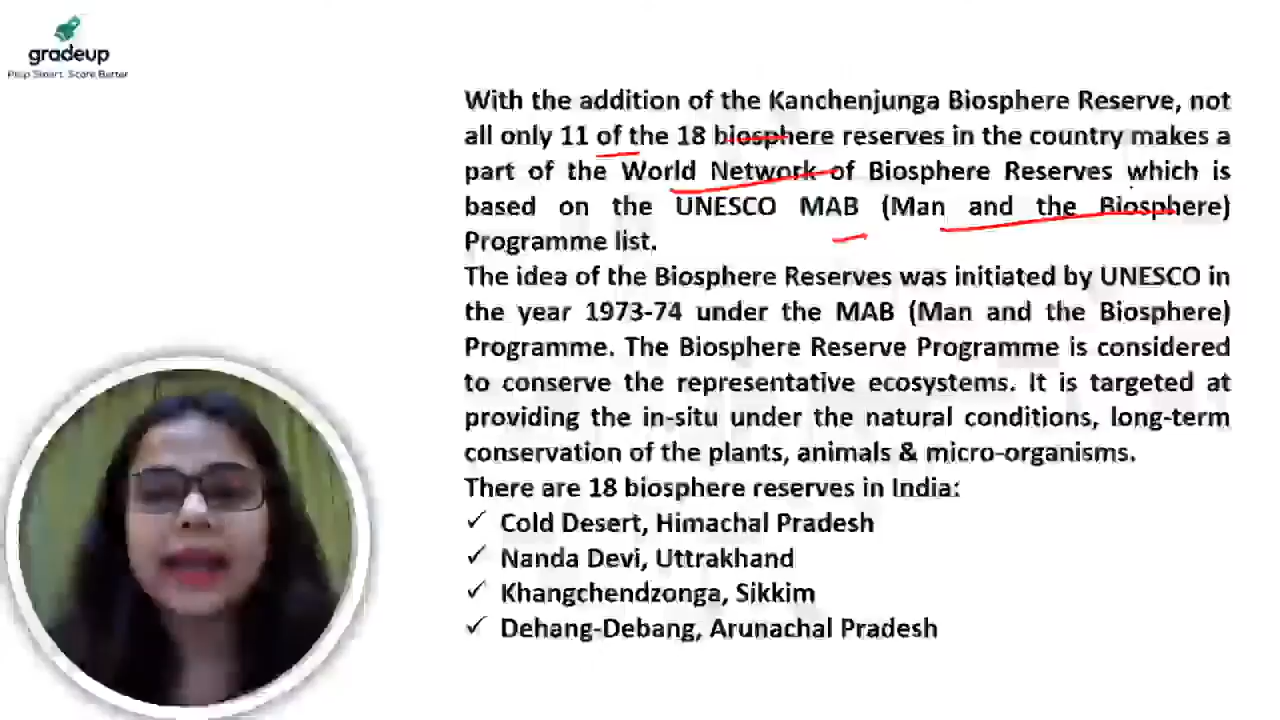 gradeup
Prep Smart. Score Better
With the addition of the Kanchenjunga Biosphere Reserve, not
all only 11 of the 18 biosphere reserves in the country makes a
part of the World Network of Biosphere Reserves which is
based on the UNESCO MAB (Man and the Biosphere)
Programme list.
The idea of the Biosphere Reserves was initiated by UNESCO in
the year 1973-74 under the MAB (Man and the Biosphere)
Programme. The Biosphere Reserve Programme is considered
to conserve the representative ecosystems. It is targeted at
providing the in-situ under the natural conditions, long-term
conservation of the plants, animals & micro-organisms.
There are 18 biosphere reserves in India:
✓ Cold Desert, Himachal Pradesh
✓ Nanda Devi, Uttrakhand
✓ Khangchendzonga, Sikkim
✓ Dehang-Debang, Arunachal Pradesh